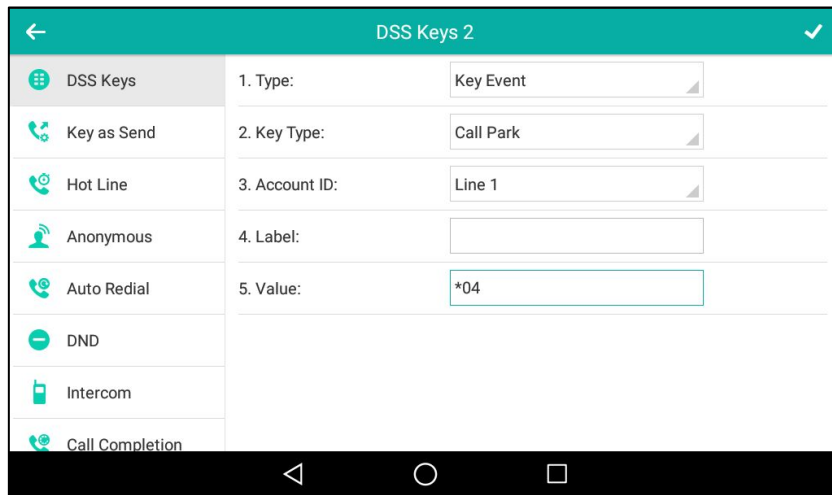 DSS Keys 2
DSS Keys
1. Type:
Key Event
Key as Send
2. Key Type:
Call Park
Hot Line
3. Account ID:
Line 1
Anonymous
4. Label:
Auto Redial
5. Value:
*04
DND
Intercom
Call Completion